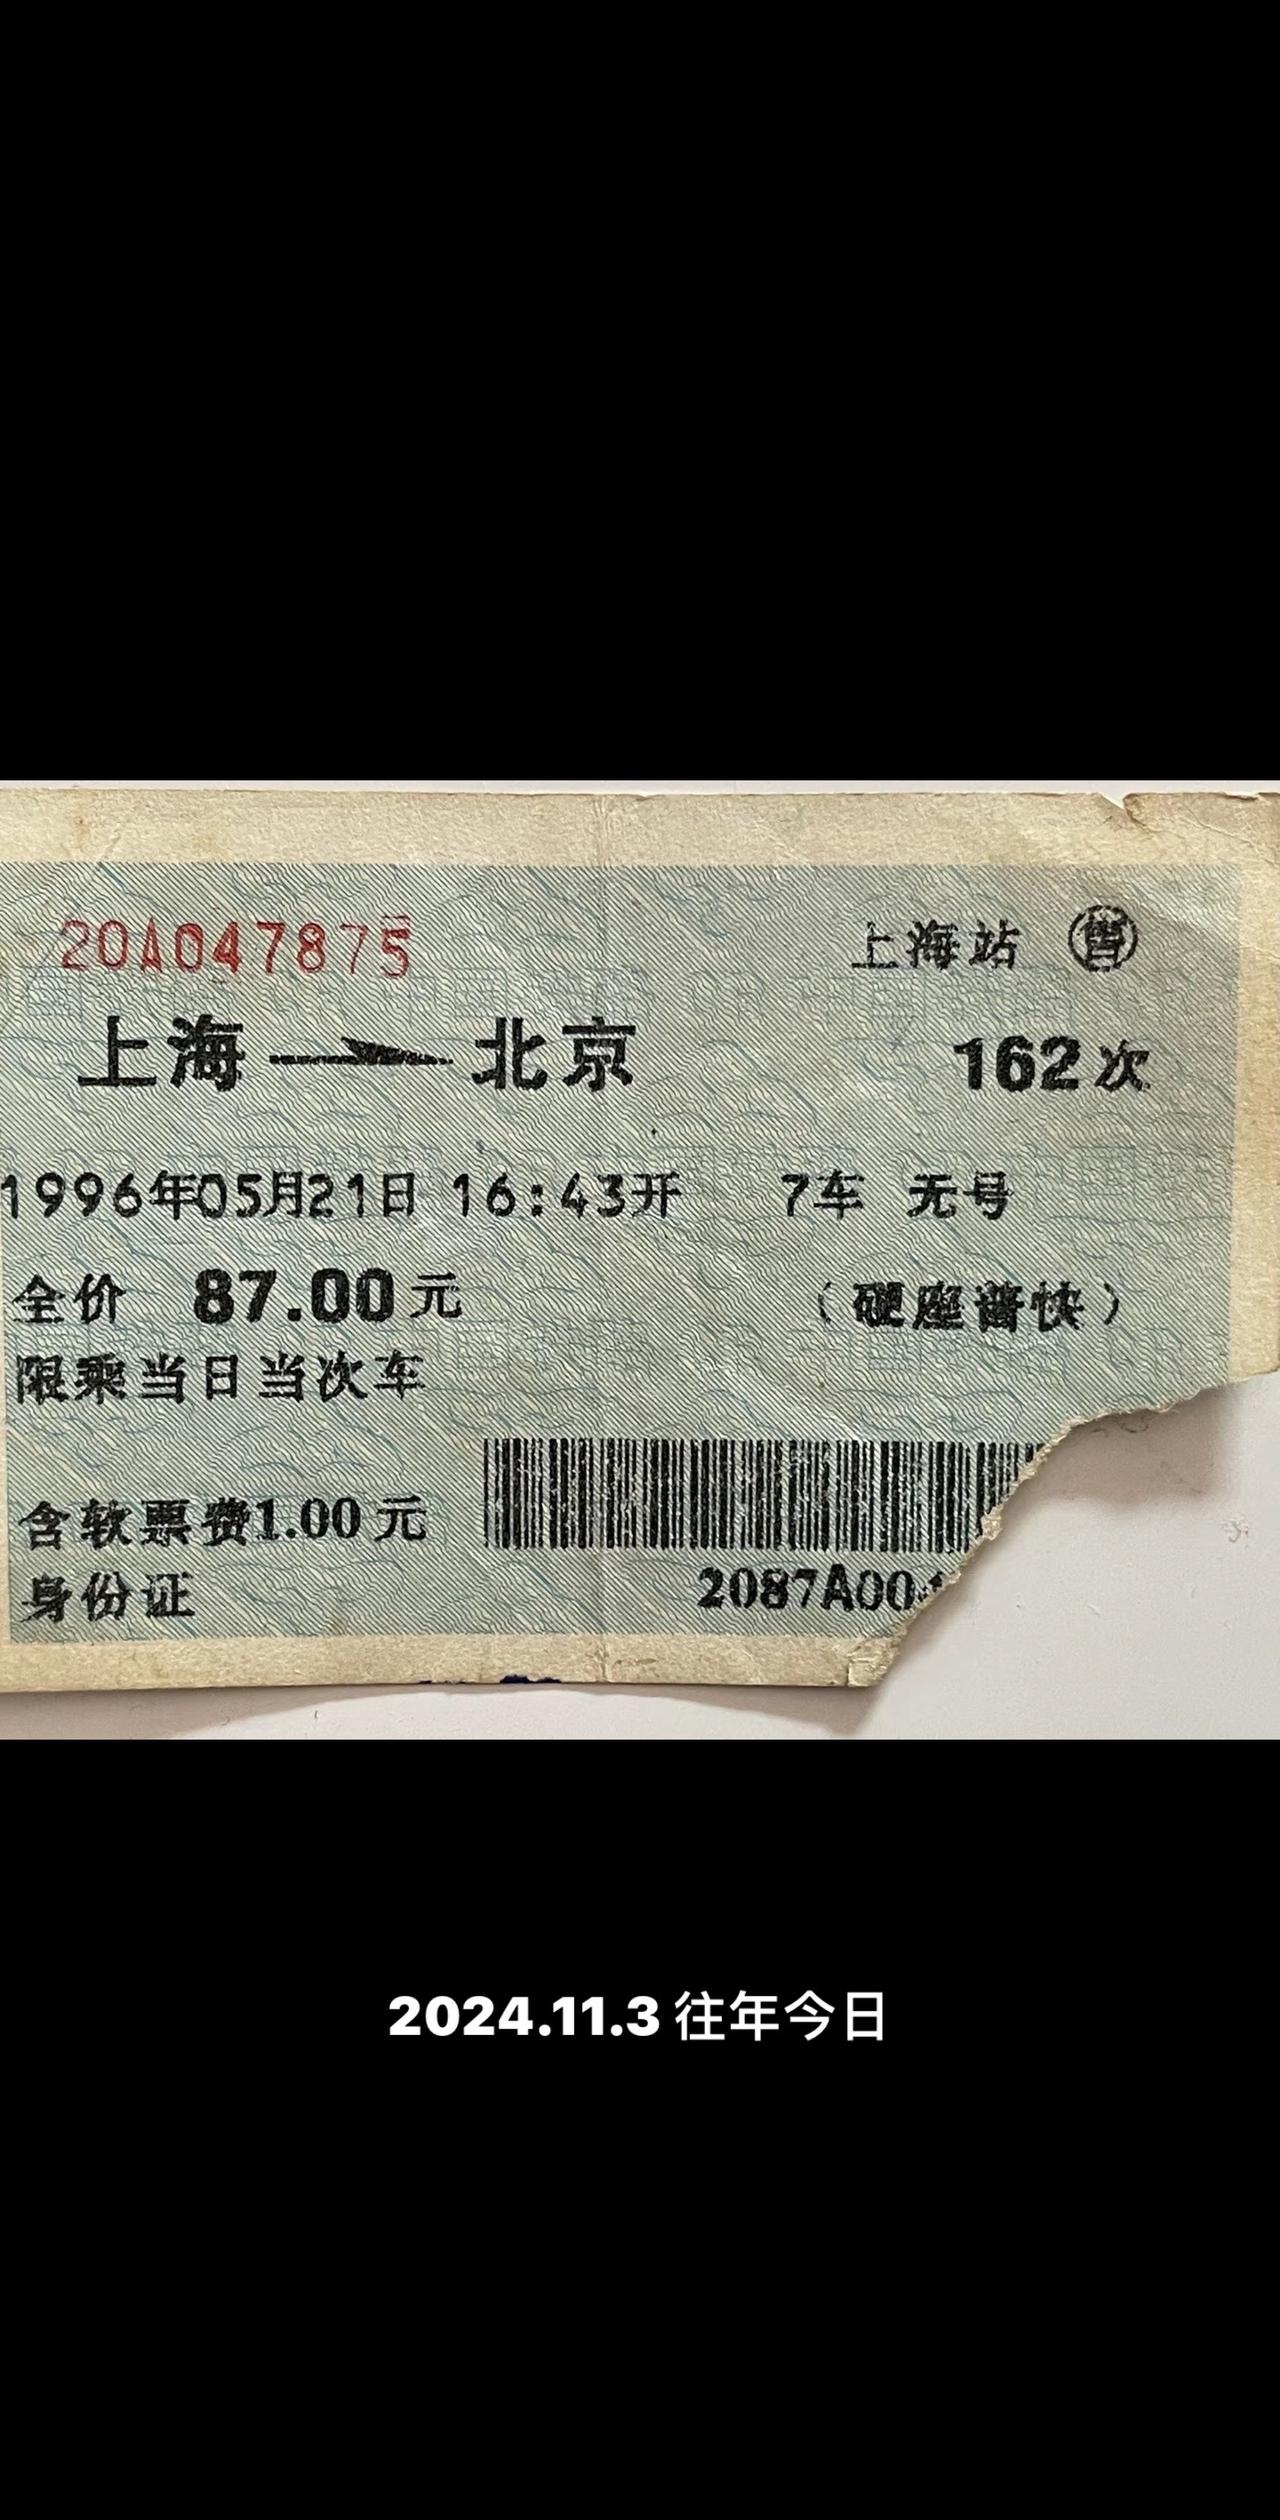 20A047875
上海站 售
上海 → 北京 162次
1996年05月21日 16:43开 7车 无号
全价 87.00元 (硬座普快)
限乘当日当次车
含软票费1.00元
身份证
2087A00
2024.11.3 往年今日